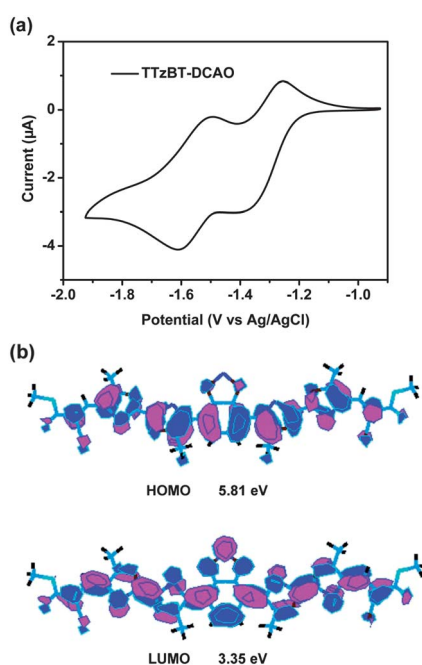 (a)
2
0
-2
-4
Current (μA)
TTzBT-DCAO
-2.0 -1.8 -1.6 -1.4 -1.2 -1.0
Potential (V vs Ag/AgCl)
(b)
HOMO 5.81 eV
LUMO 3.35 eV